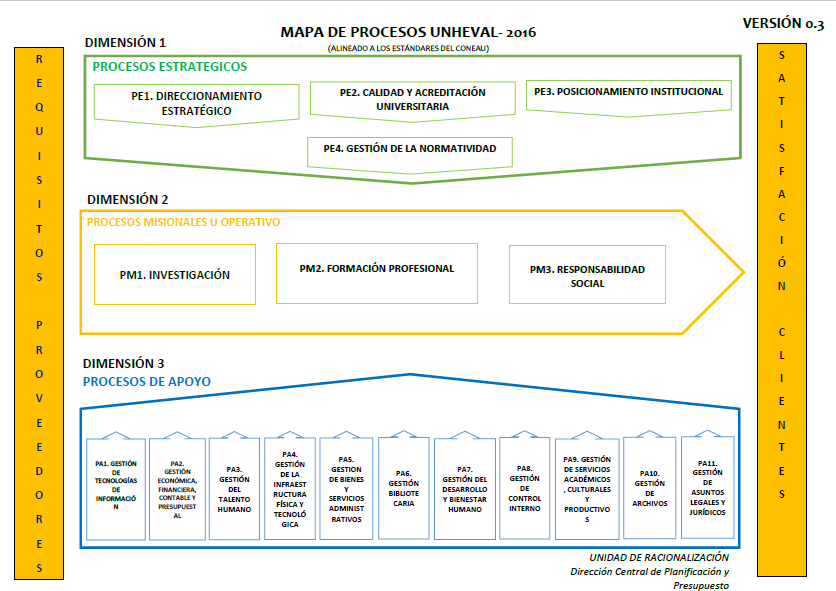 MAPA DE PROCESOS UNHEVAL- 2016
(ALINEADO A LOS ESTÁNDARES DEL CONEAU)
VERSIÓN 0.3
REQUISITOS PROVEEDORES
DIMENSIÓN 1
PROCESOS ESTRATEGICOS
PE1. DIRECCIONAMIENTO
ESTRATÉGICO
PE2. CALIDAD Y ACREDITACIÓN
UNIVERSITARIA
PE3. POSICIONAMIENTO INSTITUCIONAL
PE4. GESTIÓN DE LA NORMATIVIDAD
DIMENSIÓN 2
PROCESOS MISIONALES U OPERATIVO
PM1. INVESTIGACIÓN
PM2. FORMACIÓN PROFESIONAL
PM3. RESPONSABILIDAD
SOCIAL
DIMENSIÓN 3
PROCESOS DE APOYO
PA1. GESTIÓN
DE
TECNOLOGÍAS
DE
INFORMACIÓ
N
PA2.
GESTIÓN
ECONÓMICA,
FINANCIERA,
CONTABLE Y
PRESUPUEST
AL
PA3.
GESTIÓN
DEL
TALENTO
HUMANO
PA4.
GESTIÓN
DE LA
INFRAEST
RUCTURA
FÍSICA Y
TECNOLÓ
GICA
PA5.
GESTION
DE BIENES
Y
SERVICIOS
ADMINIST
RATIVOS
PA6.
GESTIÓN
BIBLIOTE
CARIA
PA7.
GESTIÓN DEL
DESARROLLO
Y BIENESTAR
HUMANO
PA8.
GESTIÓN
DE
CONTROL
INTERNO
PA9. GESTIÓN
DE SERVICIOS
ACADÉMICOS
, CULTURALES
Y
PRODUCTIVO
S
PA10.
GESTIÓN
DE
ARCHIVOS
PA11.
GESTIÓN
DE
ASUNTOS
LEGALES Y
JURÍDICOS
SATISFACIÓN CLIENTES
UNIDAD DE RACIONALIZACIÓN
Dirección Central de Planificación y
Presupuesto